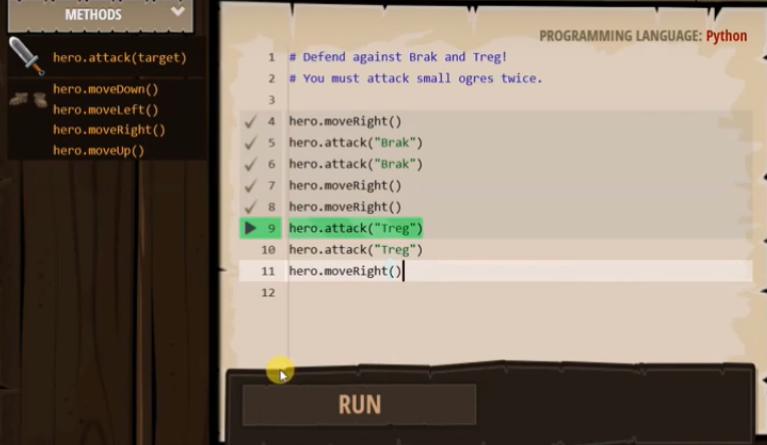 METHODS
hero.attack(target)
hero.moveDown()
hero.moveLeft()
hero.moveRight()
hero.moveUp()
PROGRAMMING LANGUAGE: Python
1 # Defend against Brak and Treg!
2 # You must attack small ogres twice.
3
4 hero.moveRight()
5 hero.attack("Brak")
6 hero.attack("Brak")
7 hero.moveRight()
8 hero.moveRight()
9 hero.attack("Treg")
10 hero.attack("Treg")
11 hero.moveRight()
12
RUN